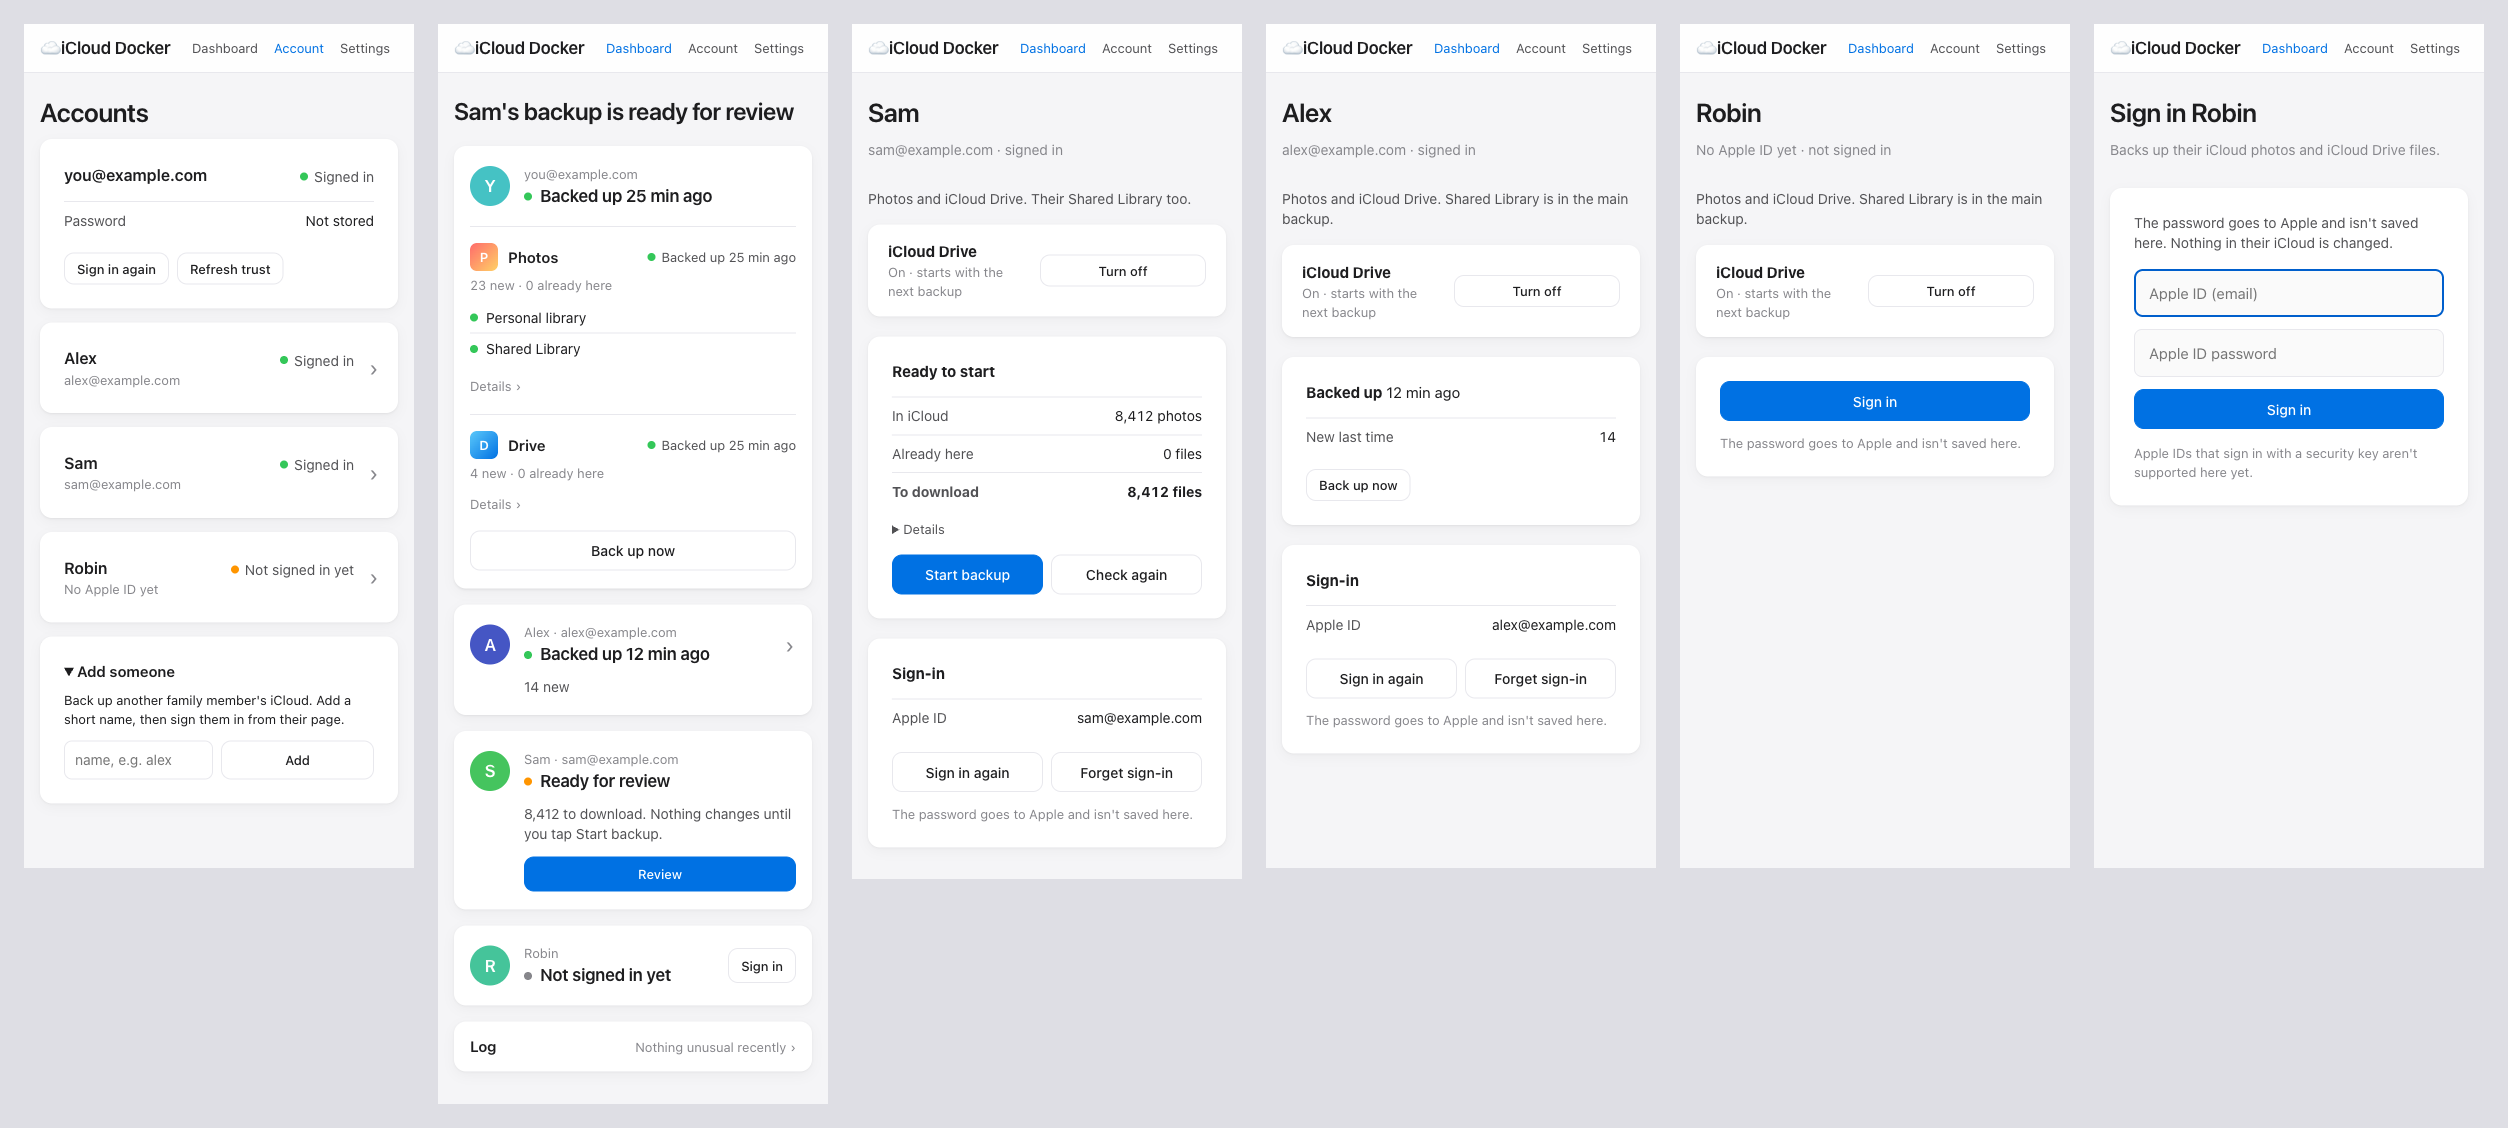 iCloud Docker Dashboard Account Settings
Accounts
you@example.com Signed in
Password Not stored
Sign in again Refresh trust
Alex Signed in
alex@example.com
Sam Signed in
sam@example.com
Robin Not signed in yet
No Apple ID yet
Add someone
Back up another family member's iCloud. Add a
short name, then sign them in from their page.
name, e.g. alex Add
iCloud Docker Dashboard Account Settings
Sam's backup is ready for review
Y
you@example.com
Backed up 25 min ago
P Photos Backed up 25 min ago
23 new · 0 already here
Personal library
Shared Library
Details ›
D Drive Backed up 25 min ago
4 new · 0 already here
Details ›
Back up now
A
Alex · alex@example.com
Backed up 12 min ago
14 new
S
Sam · sam@example.com
Ready for review
8,412 to download. Nothing changes until
you tap Start backup.
Review
R
Robin
Not signed in yet
Sign in
Log Nothing unusual recently ›
iCloud Docker Dashboard Account Settings
Sam
sam@example.com · signed in
Photos and iCloud Drive. Their Shared Library too.
iCloud Drive
On · starts with the
next backup
Turn off
Ready to start
In iCloud 8,412 photos
Already here 0 files
To download 8,412 files
Details
Start backup Check again
Sign-in
Apple ID sam@example.com
Sign in again Forget sign-in
The password goes to Apple and isn't saved here.
iCloud Docker Dashboard Account Settings
Alex
alex@example.com · signed in
Photos and iCloud Drive. Shared Library is in the main
backup.
iCloud Drive
On · starts with the
next backup
Turn off
Backed up 12 min ago
New last time 14
Back up now
Sign-in
Apple ID alex@example.com
Sign in again Forget sign-in
The password goes to Apple and isn't saved here.
iCloud Docker Dashboard Account Settings
Robin
No Apple ID yet · not signed in
Photos and iCloud Drive. Shared Library is in the main
backup.
iCloud Drive
On · starts with the
next backup
Turn off
Sign in
The password goes to Apple and isn't saved here.
iCloud Docker Dashboard Account Settings
Sign in Robin
Backs up their iCloud photos and iCloud Drive files.
The password goes to Apple and isn't saved
here. Nothing in their iCloud is changed.
Apple ID (email)
Apple ID password
Sign in
Apple IDs that sign in with a security key aren't
supported here yet.